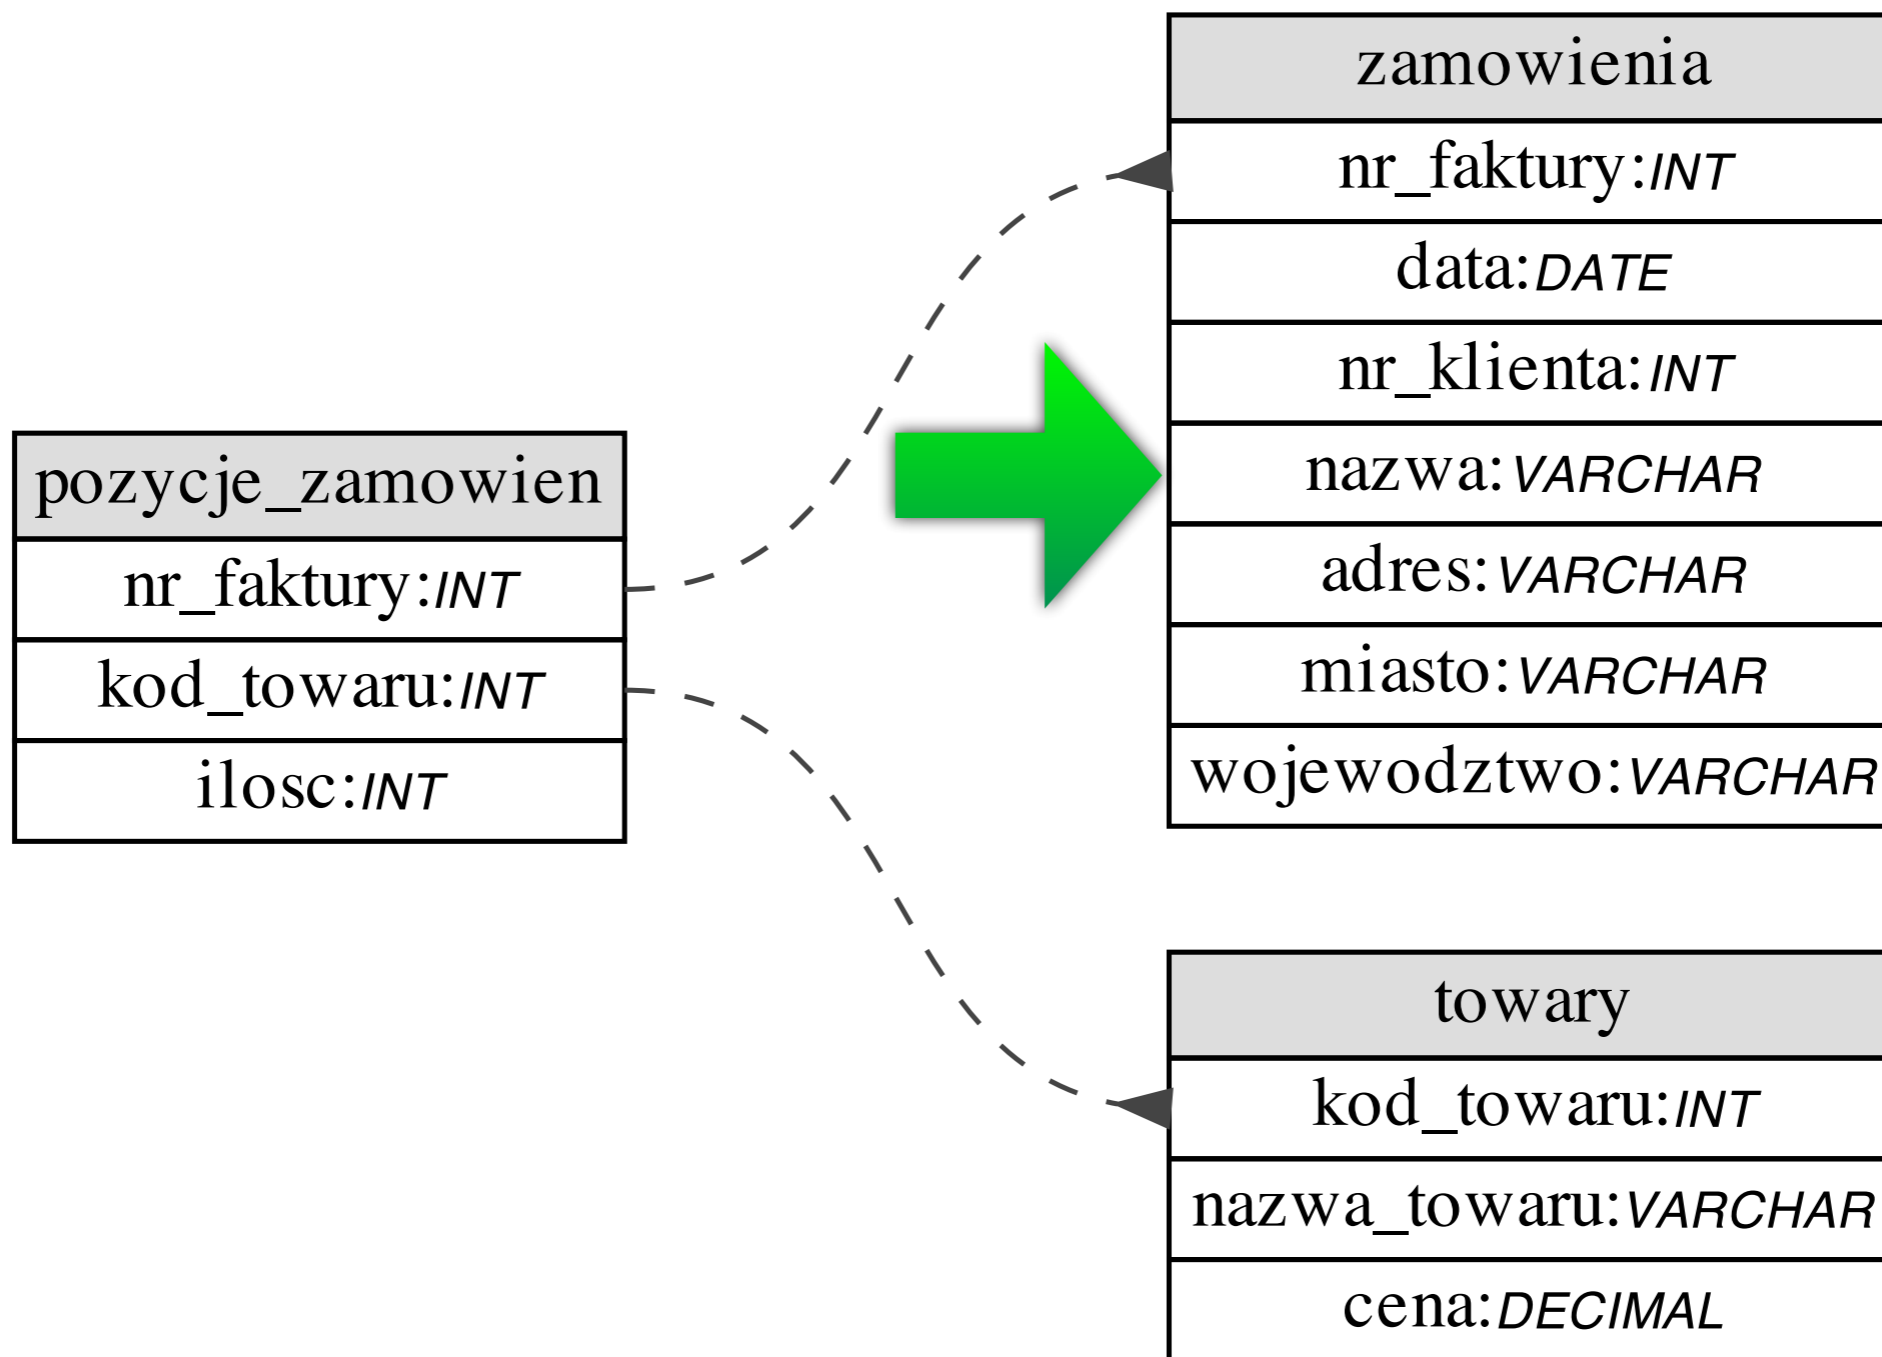 pozycje_zamowien
nr_faktury:INT
kod_towaru:INT
ilosc:INT
zamowienia
nr_faktury:INT
data:DATE
nr_klienta:INT
nazwa:VARCHAR
adres:VARCHAR
miasto:VARCHAR
wojewodztwo:VARCHAR
towary
kod_towaru:INT
nazwa_towaru:VARCHAR
cena:DECIMAL